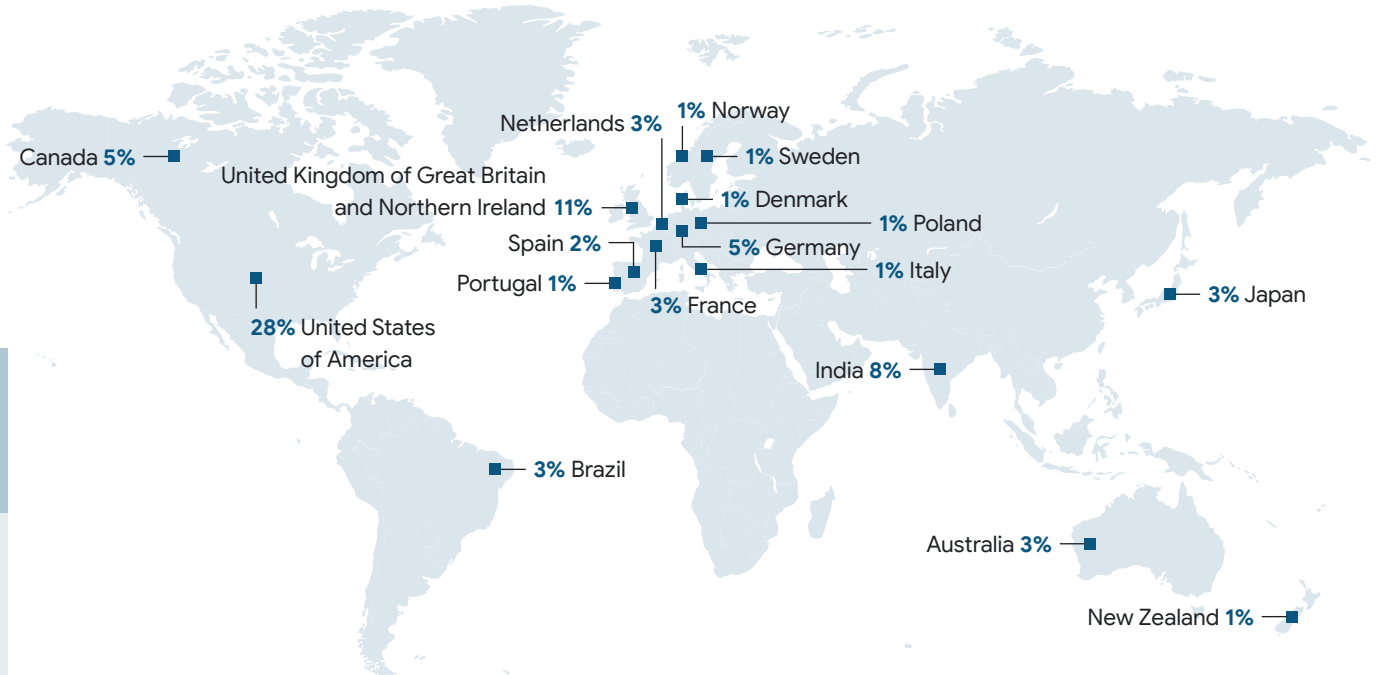 1% Norway
Netherlands 3%
Canada 5%
1% Sweden
United Kingdom of Great Britain
and Northern Ireland 11%
1% Denmark
1% Poland
Spain 2%
5% Germany
1% Italy
Portugal 1%
3% France
3% Japan
28% United States
of America
India 8%
3% Brazil
Australia 3%
New Zealand 1%